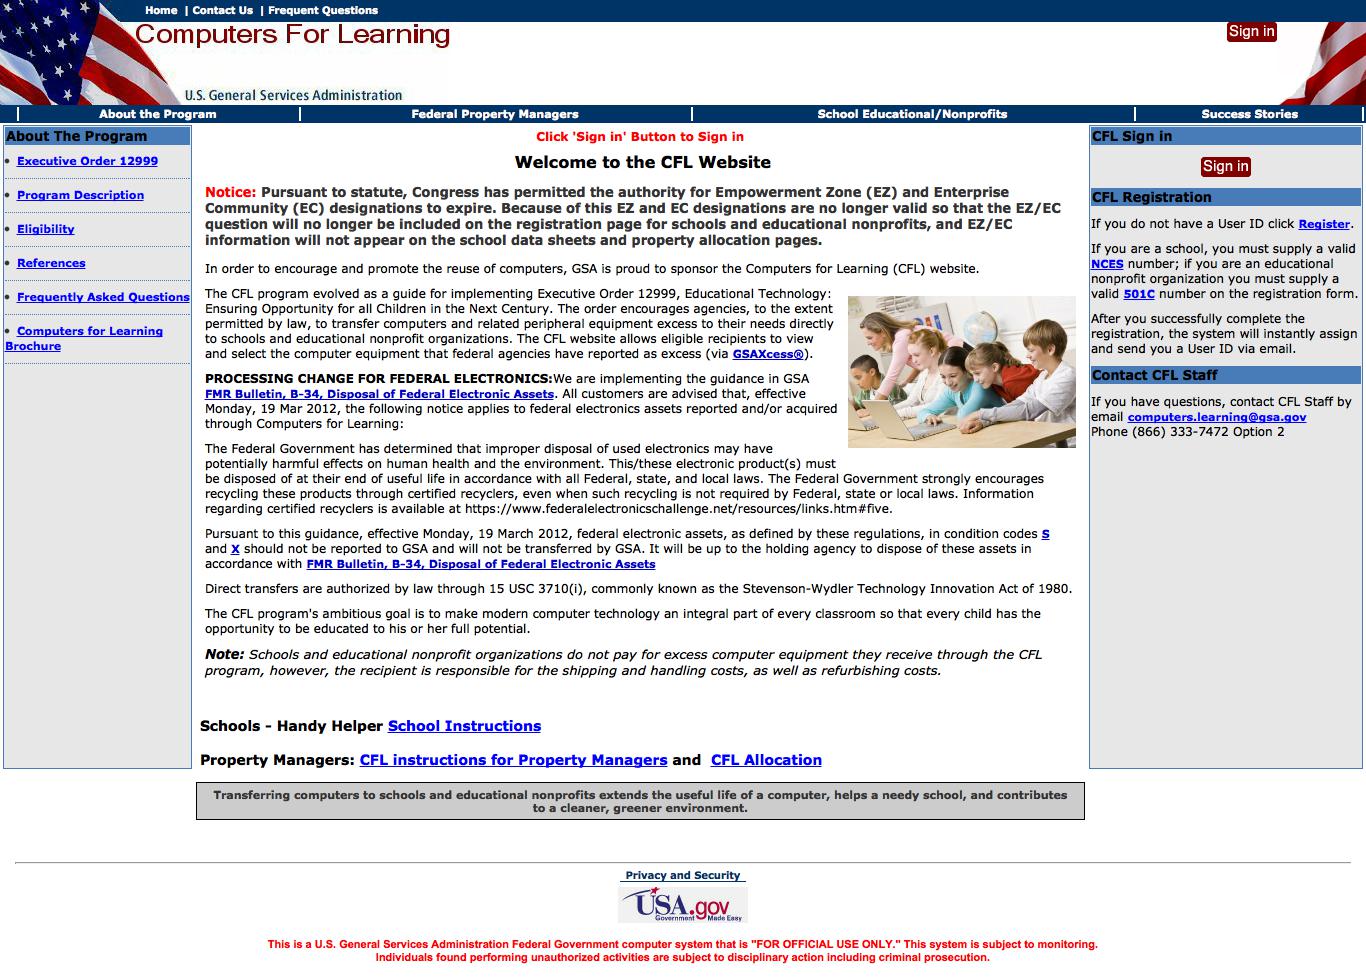 Home | Contact Us | Frequent Questions
Computers For Learning
Sign in
U.S. General Services Administration
About the Program
Federal Property Managers
School Educational/Nonprofits
Success Stories
About The Program
Executive Order 12999
Program Description
Eligibility
References
Frequently Asked Questions
Computers for Learning
Brochure
Click 'Sign in' Button to Sign in
Welcome to the CFL Website
Notice: Pursuant to statute, Congress has permitted the authority for Empowerment Zone (EZ) and Enterprise
Community (EC) designations to expire. Because of this EZ and EC designations are no longer valid so that the EZ/EC
question will no longer be included on the registration page for schools and educational nonprofits, and EZ/EC
information will not appear on the school data sheets and property allocation pages.
In order to encourage and promote the reuse of computers, GSA is proud to sponsor the Computers for Learning (CFL) website.
The CFL program evolved as a guide for implementing Executive Order 12999, Educational Technology:
Ensuring Opportunity for all Children in the Next Century. The order encourages agencies, to the extent
permitted by law, to transfer computers and related peripheral equipment excess to their needs directly
to schools and educational nonprofit organizations. The CFL website allows eligible recipients to view
and select the computer equipment that federal agencies have reported as excess (via GSAXcess®).
PROCESSING CHANGE FOR FEDERAL ELECTRONICS:We are implementing the guidance in GSA
FMR Bulletin, B-34, Disposal of Federal Electronic Assets. All customers are advised that, effective
Monday, 19 Mar 2012, the following notice applies to federal electronics assets reported and/or acquired
through Computers for Learning:
The Federal Government has determined that improper disposal of used electronics may have
potentially harmful effects on human health and the environment. This/these electronic product(s) must
be disposed of at their end of useful life in accordance with all Federal, state, and local laws. The Federal Government strongly encourages
recycling these products through certified recyclers, even when such recycling is not required by Federal, state or local laws. Information
regarding certified recyclers is available at https://www.federalelectronicschallenge.net/resources/links.htm#five.
Pursuant to this guidance, effective Monday, 19 March 2012, federal electronic assets, as defined by these regulations, in condition codes S
and X should not be reported to GSA and will not be transferred by GSA. It will be up to the holding agency to dispose of these assets in
accordance with FMR Bulletin, B-34, Disposal of Federal Electronic Assets
Direct transfers are authorized by law through 15 USC 3710(i), commonly known as the Stevenson-Wydler Technology Innovation Act of 1980.
The CFL program's ambitious goal is to make modern computer technology an integral part of every classroom so that every child has the
opportunity to be educated to his or her full potential.
Note: Schools and educational nonprofit organizations do not pay for excess computer equipment they receive through the CFL
program, however, the recipient is responsible for the shipping and handling costs, as well as refurbishing costs.
Schools - Handy Helper School Instructions
Property Managers: CFL instructions for Property Managers and CFL Allocation
Transferring computers to schools and educational nonprofits extends the useful life of a computer, helps a needy school, and contributes
to a cleaner, greener environment.
CFL Sign in
Sign in
CFL Registration
If you do not have a User ID click Register.
If you are a school, you must supply a valid
NCES number; if you are an educational
nonprofit organization you must supply a
valid 501C number on the registration form.
After you successfully complete the
registration, the system will instantly assign
and send you a User ID via email.
Contact CFL Staff
If you have questions, contact CFL Staff by
email computers.learning@gsa.gov
Phone (866) 333-7472 Option 2
Privacy and Security
USA.gov
Government Made Easy
This is a U.S. General Services Administration Federal Government computer system that is "FOR OFFICIAL USE ONLY." This system is subject to monitoring.
Individuals found performing unauthorized activities are subject to disciplinary action including criminal prosecution.